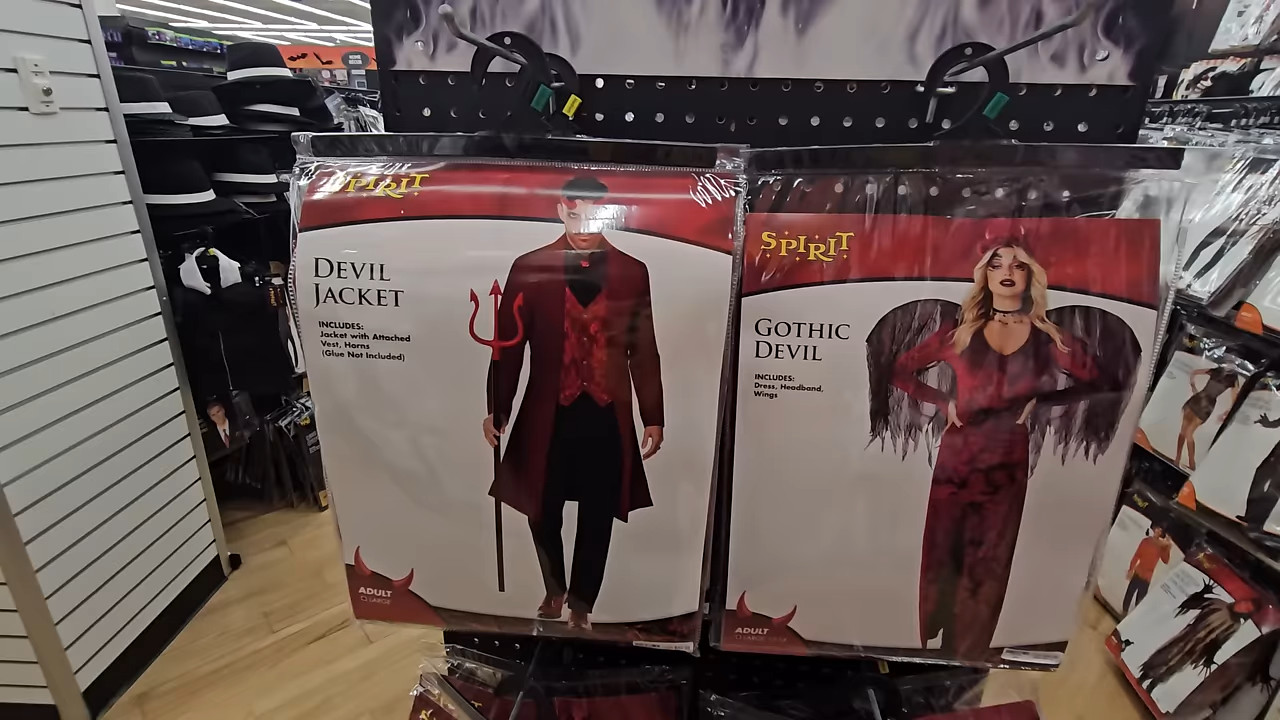 SPIRIT
DEVIL
JACKET
INCLUDES:
Jacket with Attached
Vest, Horns
(Glue Not Included)
ADULT
SPIRIT
GOTHIC
DEVIL
INCLUDES:
Dress, Headband,
Wings
ADULT